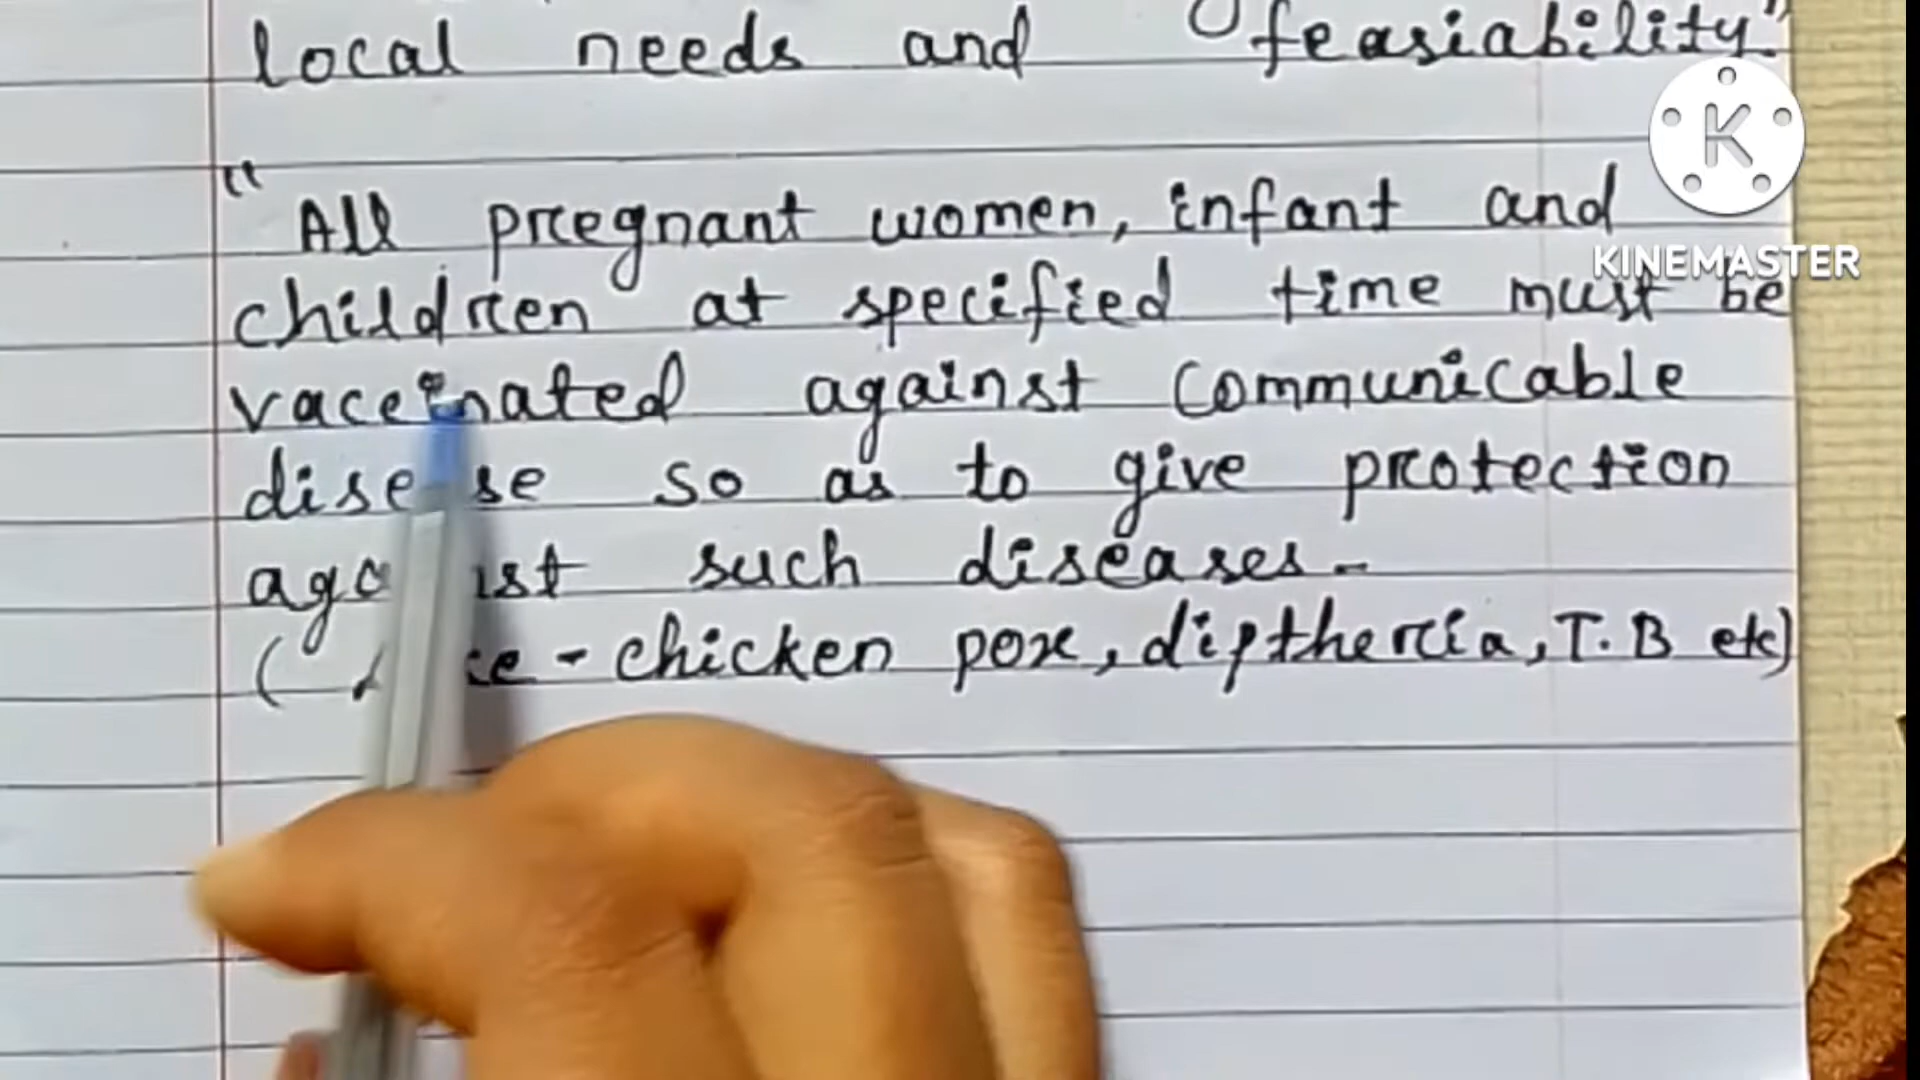 local needs and feasiability"
"All pregnant women, infant and
children at specified time must be
vaccinated against communicable
disease so as to give protection
against such diseases.
( - chicken pox, diptheria, T.B etc)
K
KINEMASTER